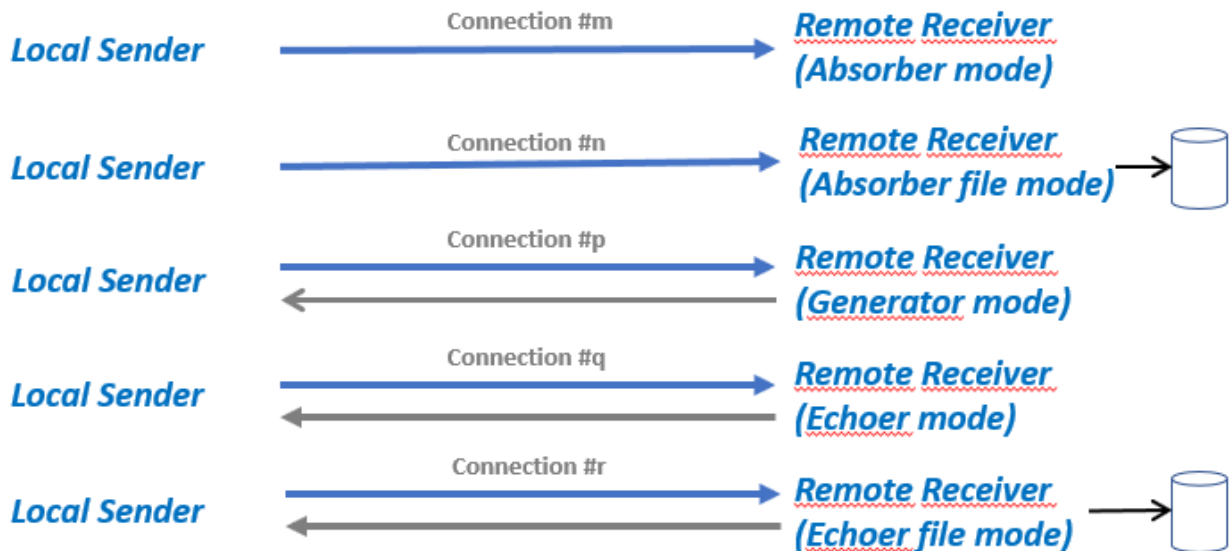 Connection #m
Local Sender
Remote Receiver
(Absorber mode)
Connection #n
Local Sender
Remote Receiver
(Absorber file mode)
Connection #p
Local Sender
Remote Receiver
(Generator mode)
Connection #q
Local Sender
Remote Receiver
(Echoer mode)
Connection #r
Local Sender
Remote Receiver
(Echoer file mode)